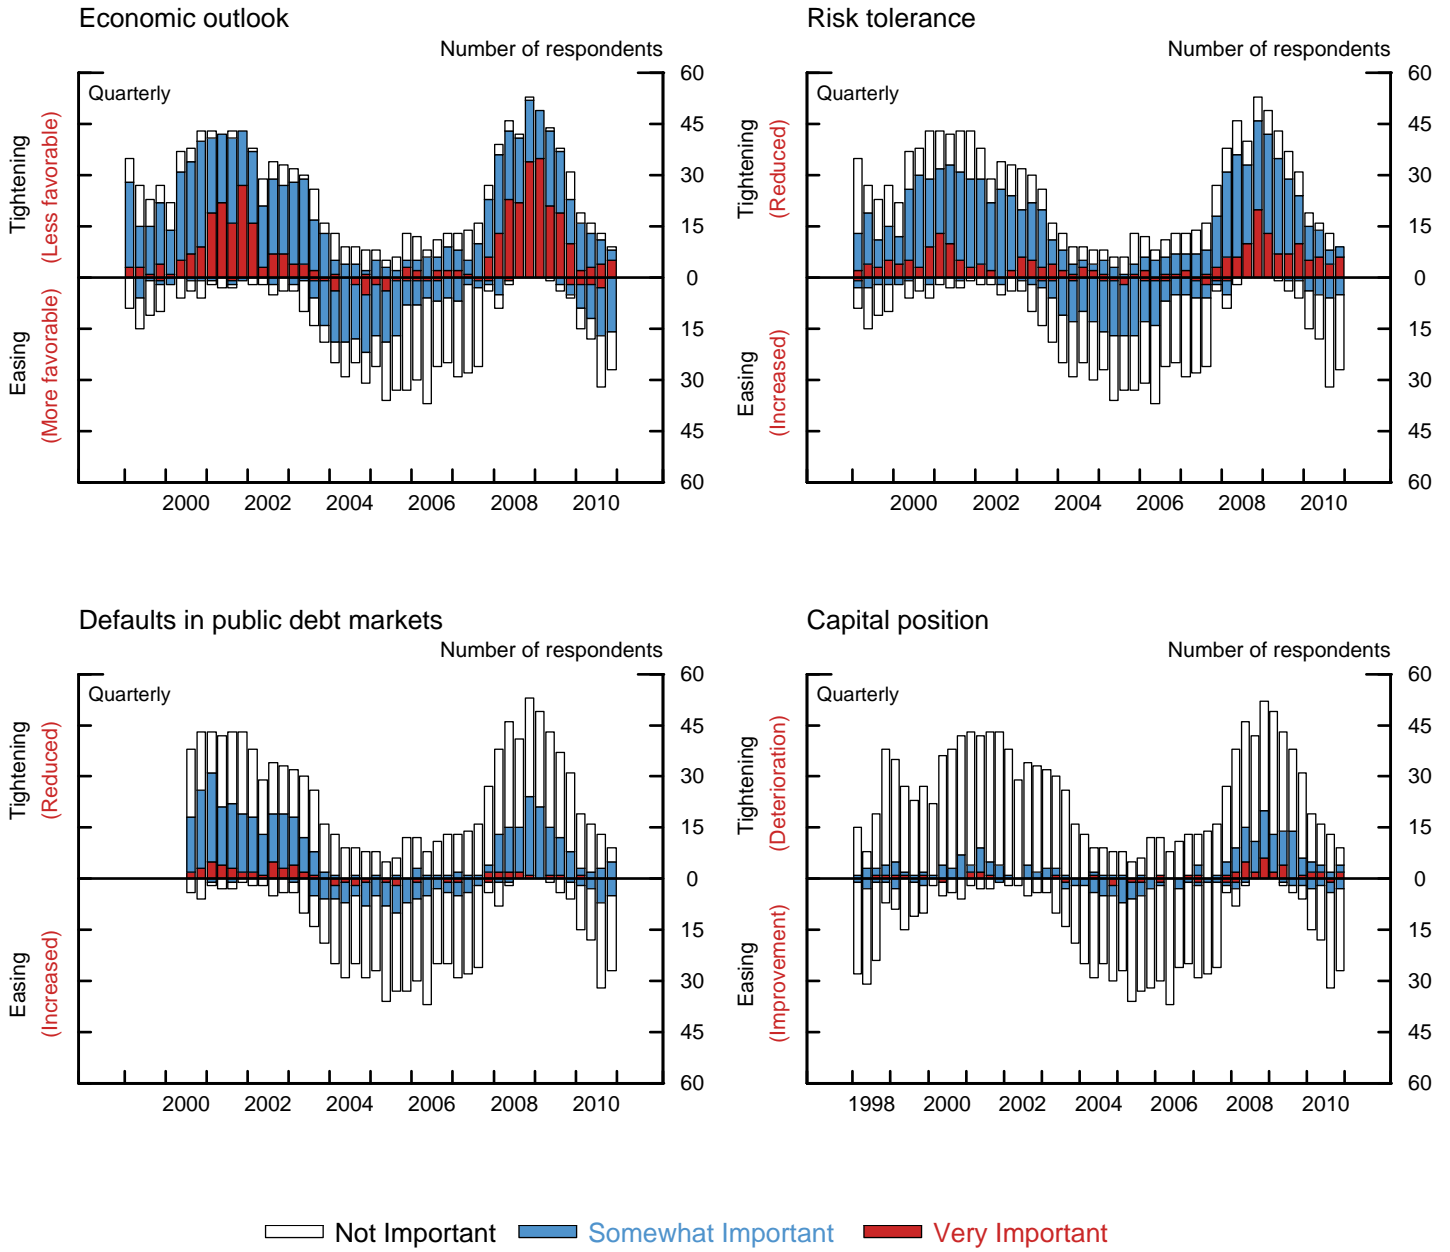 Economic outlook
Number of respondents
Quarterly
Tightening
(Less favorable)
Easing
(More favorable)
60
45
30
15
0
15
30
45
60
2000 2002 2004 2006 2008 2010
Risk tolerance
Number of respondents
Quarterly
Tightening
(Reduced)
Easing
(Increased)
60
45
30
15
0
15
30
45
60
2000 2002 2004 2006 2008 2010
Defaults in public debt markets
Number of respondents
Quarterly
Tightening
(Reduced)
Easing
(Increased)
60
45
30
15
0
15
30
45
60
2000 2002 2004 2006 2008 2010
Capital position
Number of respondents
Quarterly
Tightening
(Deterioration)
Easing
(Improvement)
60
45
30
15
0
15
30
45
60
1998 2000 2002 2004 2006 2008 2010
Not Important Somewhat Important Very Important